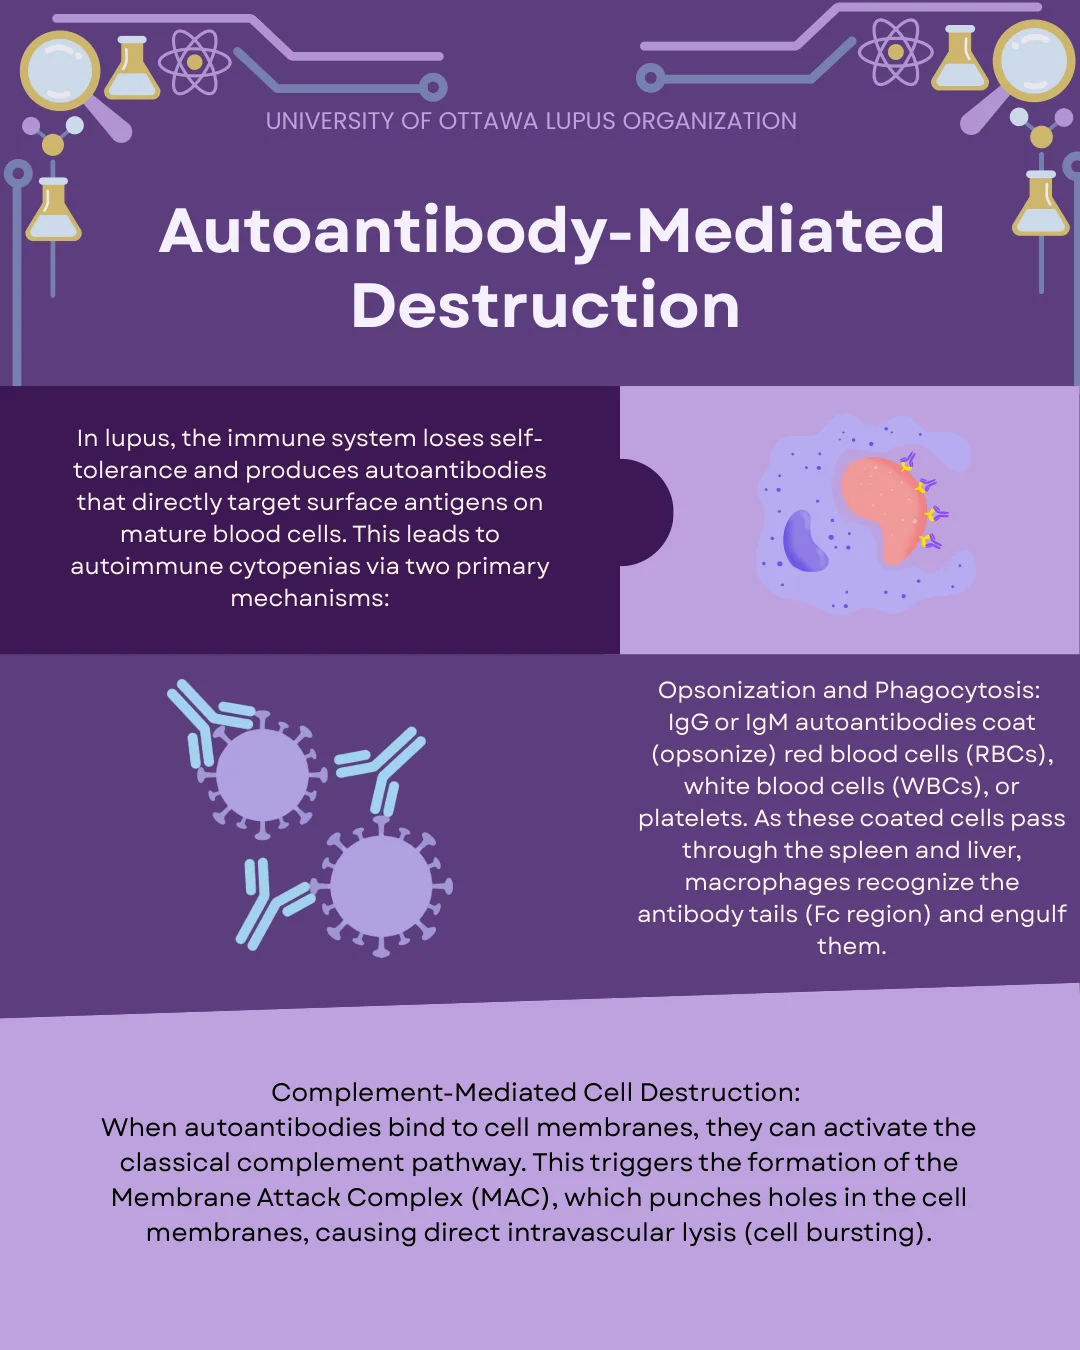 UNIVERSITY OF OTTAWA LUPUS ORGANIZATION
Autoantibody-Mediated
Destruction
In lupus, the immune system loses self-
tolerance and produces autoantibodies
that directly target surface antigens on
mature blood cells. This leads to
autoimmune cytopenias via two primary
mechanisms:
Opsonization and Phagocytosis:
IgG or IgM autoantibodies coat
(opsonize) red blood cells (RBCs),
white blood cells (WBCs), or
platelets. As these coated cells pass
through the spleen and liver,
macrophages recognize the
antibody tails (Fc region) and engulf
them.
Complement-Mediated Cell Destruction:
When autoantibodies bind to cell membranes, they can activate the
classical complement pathway. This triggers the formation of the
Membrane Attack Complex (MAC), which punches holes in the cell
membranes, causing direct intravascular lysis (cell bursting).